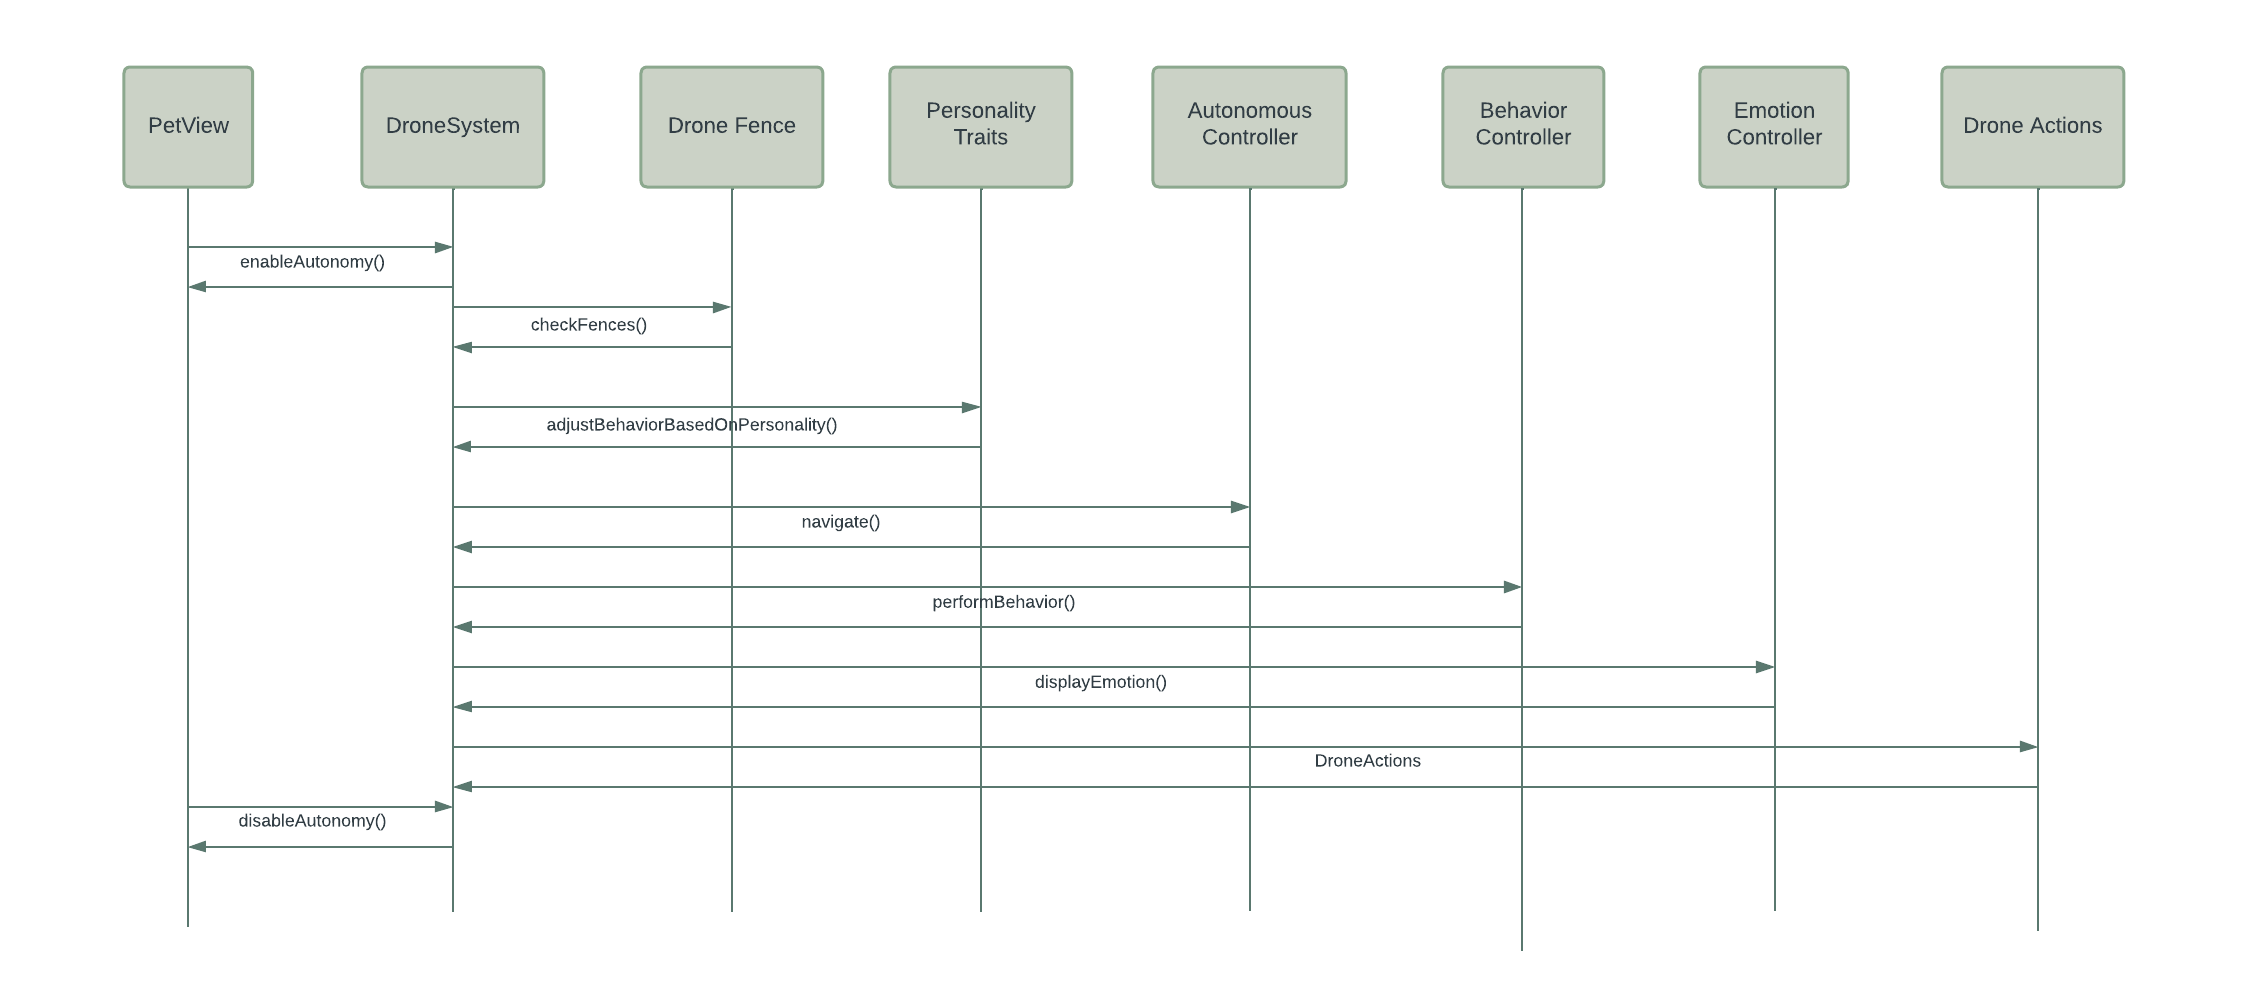 PetView
DroneSystem
Drone Fence
Personality
Traits
Autonomous
Controller
Behavior
Controller
Emotion
Controller
Drone Actions
enableAutonomy()
checkFences()
adjustBehaviorBasedOnPersonality()
navigate()
performBehavior()
displayEmotion()
DroneActions
disableAutonomy()